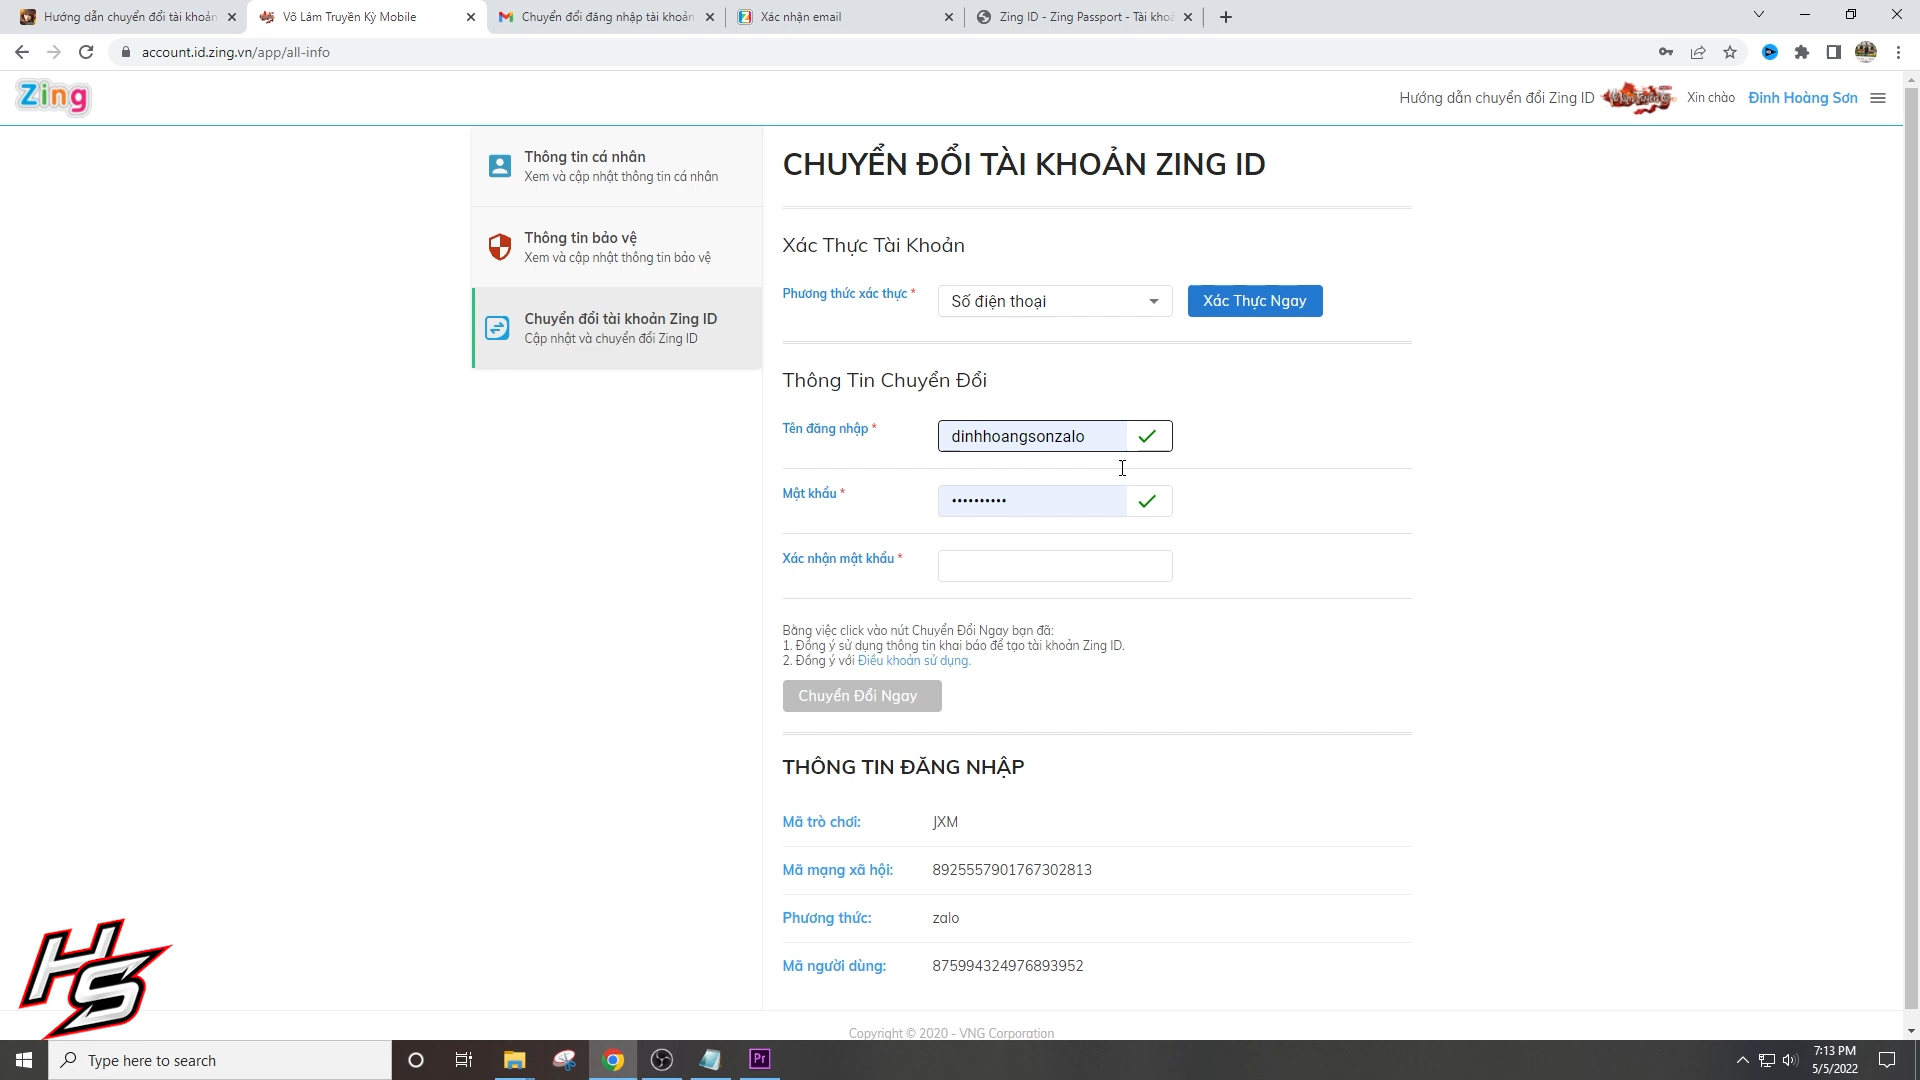 Hướng dẫn chuyển đổi tài khoản
Võ Lâm Truyền Kỳ Mobile
Chuyển đổi đăng nhập tài khoản
Xác nhận email
Zing ID - Zing Passport - Tài kho
account.id.zing.vn/app/all-info
Zing
Hướng dẫn chuyển đổi Zing ID
Xin chào
Đinh Hoàng Sơn
Thông tin cá nhân
Xem và cập nhật thông tin cá nhân
Thông tin bảo vệ
Xem và cập nhật thông tin bảo vệ
Chuyển đổi tài khoản Zing ID
Cập nhật và chuyển đổi Zing ID
CHUYỂN ĐỔI TÀI KHOẢN ZING ID
Xác Thực Tài Khoản
Phương thức xác thực *
Số điện thoại
Xác Thực Ngay
Thông Tin Chuyển Đổi
Tên đăng nhập *
dinhhoangsonzalo
Mật khẩu *
••••••••••
Xác nhận mật khẩu *
Bằng việc click vào nút Chuyển Đổi Ngay bạn đã:
1. Đồng ý sử dụng thông tin khai báo để tạo tài khoản Zing ID.
2. Đồng ý với Điều khoản sử dụng.
Chuyển Đổi Ngay
THÔNG TIN ĐĂNG NHẬP
Mã trò chơi: JXM
Mã mạng xã hội: 8925557901767302813
Phương thức: zalo
Mã người dùng: 875994324976893952
Copyright © 2020 - VNG Corporation
HS
Type here to search
Pr
7:13 PM
5/5/2022